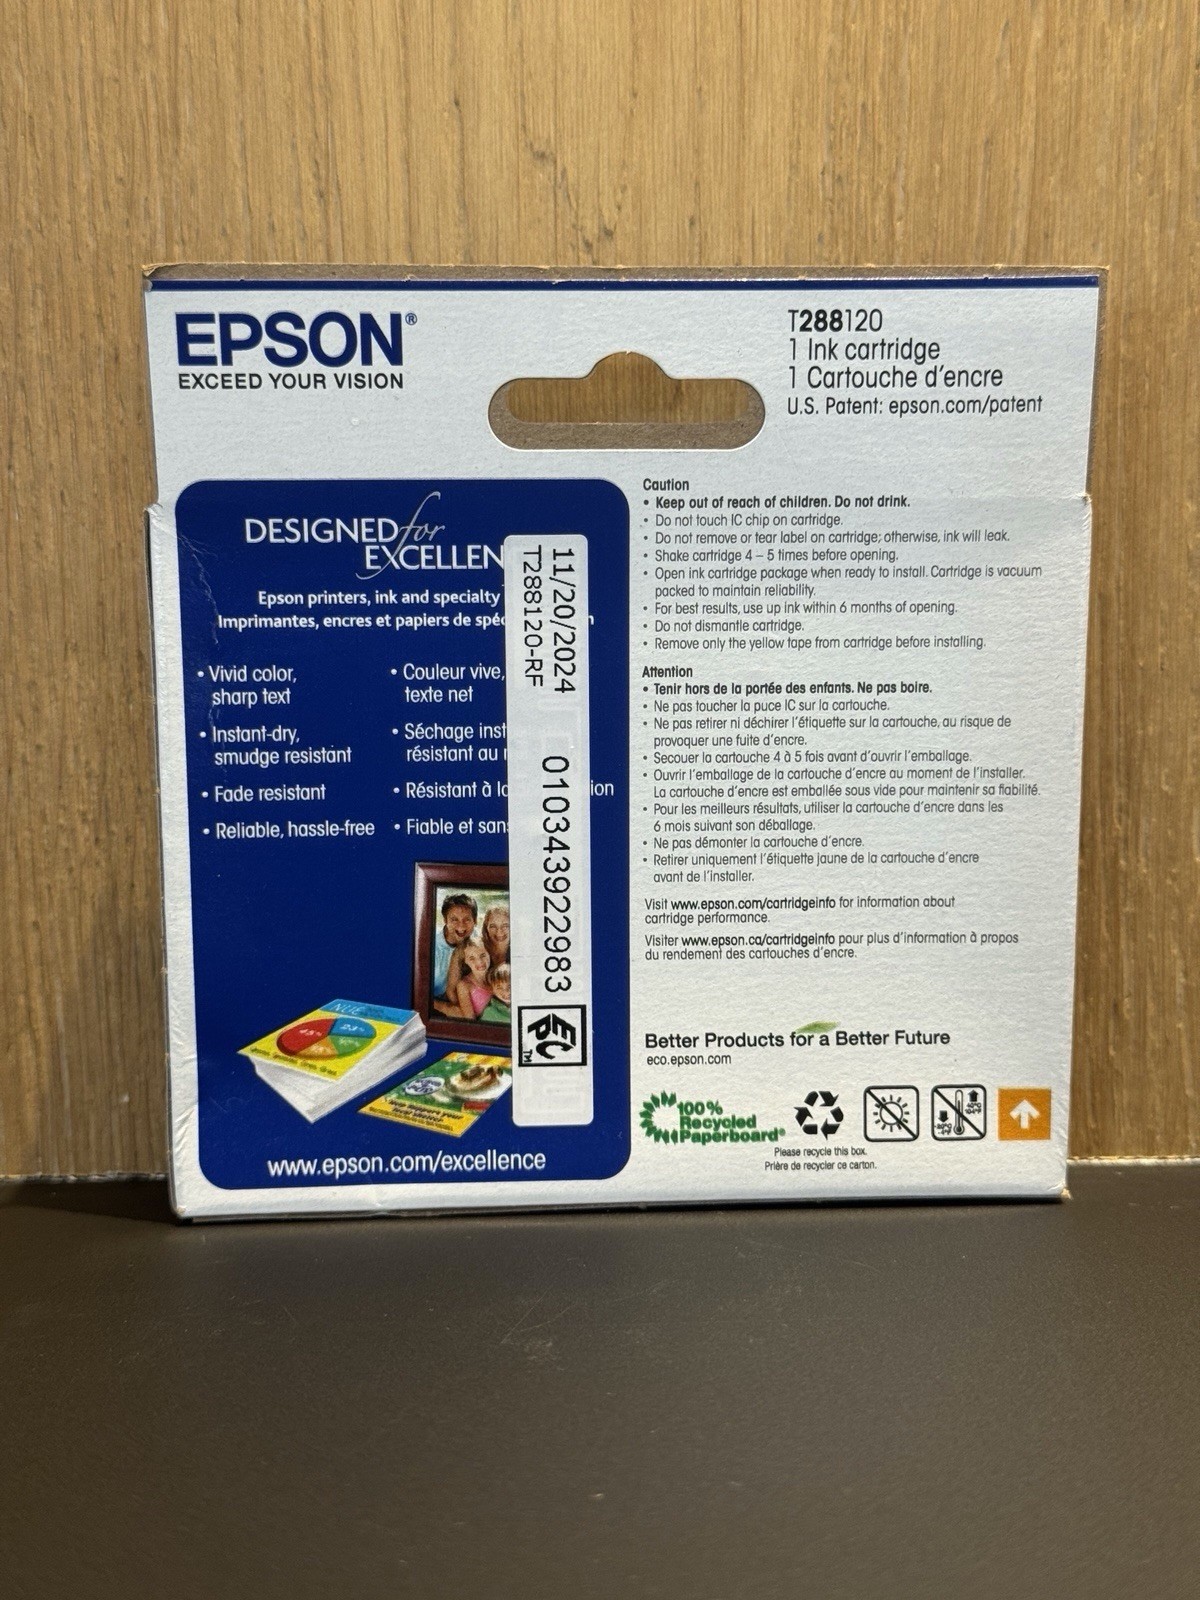 EPSON®
EXCEED YOUR VISION
T288120
1 Ink cartridge
1 Cartouche d'encre
U.S. Patent: epson.com/patent
DESIGNED for
EXCELLEN
Epson printers, ink and specialty
Imprimantes, encres et papiers de spéc
• Vivid color,
sharp text
• Instant-dry,
smudge resistant
• Fade resistant
• Reliable, hassle-free
• Couleur vive,
texte net
• Séchage inst
résistant au
• Résistant à la
ion
• Fiable et sans
www.epson.com/excellence
11/20/2024
T288120-RF
010343922983
EPC™
Caution
• Keep out of reach of children. Do not drink.
• Do not touch IC chip on cartridge.
• Do not remove or tear label on cartridge; otherwise, ink will leak.
• Shake cartridge 4 – 5 times before opening.
• Open ink cartridge package when ready to install. Cartridge is vacuum
packed to maintain reliability.
• For best results, use up ink within 6 months of opening.
• Do not dismantle cartridge.
• Remove only the yellow tape from cartridge before installing.
Attention
• Tenir hors de la portée des enfants. Ne pas boire.
• Ne pas toucher la puce IC sur la cartouche.
• Ne pas retirer ni déchirer l'étiquette sur la cartouche, au risque de
provoquer une fuite d'encre.
• Secouer la cartouche 4 à 5 fois avant d'ouvrir l'emballage.
• Ouvrir l'emballage de la cartouche d'encre au moment de l'installer.
La cartouche d'encre est emballée sous vide pour maintenir sa fiabilité.
• Pour les meilleurs résultats, utiliser la cartouche d'encre dans les
6 mois suivant son déballage.
• Ne pas démonter la cartouche d'encre.
• Retirer uniquement l'étiquette jaune de la cartouche d'encre
avant de l'installer.
Visit www.epson.com/cartridgeinfo for information about
cartridge performance.
Visiter www.epson.ca/cartridgeinfo pour plus d'information à propos
du rendement des cartouches d'encre.
Better Products for a Better Future
eco.epson.com
100%
Recycled
Paperboard®
Please recycle this box.
Prière de recycler ce carton.